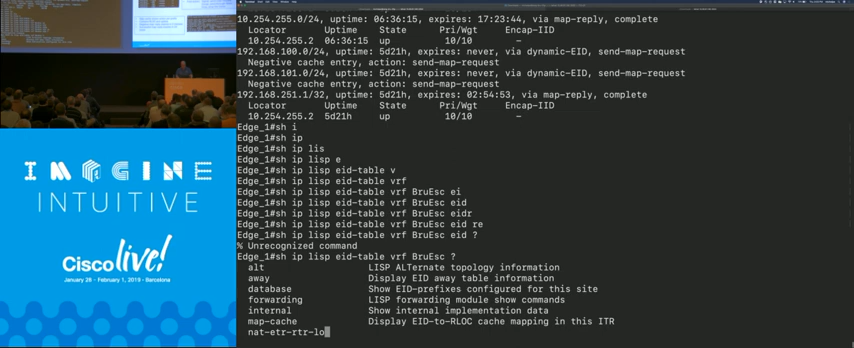 IMAGINE
INTUITIVE
Cisco live!
January 28 - February 1, 2019 - Barcelona
10.254.255.0/24, uptime: 06:36:15, expires: 17:23:44, via map-reply, complete
Locator Uptime State Pri/Wgt Encap-IID
10.254.255.2 06:36:15 up 10/10 -
192.168.100.0/24, uptime: 5d21h, expires: never, via dynamic-EID, send-map-request
Negative cache entry, action: send-map-request
192.168.101.0/24, uptime: 5d21h, expires: never, via dynamic-EID, send-map-request
Negative cache entry, action: send-map-request
192.168.251.1/32, uptime: 5d21h, expires: 02:54:53, via map-reply, complete
Locator Uptime State Pri/Wgt Encap-IID
10.254.255.2 5d21h up 10/10 -
Edge_1#sh i
Edge_1#sh ip
Edge_1#sh ip lis
Edge_1#sh ip lisp e
Edge_1#sh ip lisp eid-table v
Edge_1#sh ip lisp eid-table vrf
Edge_1#sh ip lisp eid-table vrf BruEsc ei
Edge_1#sh ip lisp eid-table vrf BruEsc eid
Edge_1#sh ip lisp eid-table vrf BruEsc eidr
Edge_1#sh ip lisp eid-table vrf BruEsc eid re
Edge_1#sh ip lisp eid-table vrf BruEsc eid ?
% Unrecognized command
Edge_1#sh ip lisp eid-table vrf BruEsc ?
alt LISP ALTernate topology information
away Display EID away table information
database Show EID-prefixes configured for this site
forwarding LISP forwarding module show commands
internal Show internal implementation data
map-cache Display EID-to-RLOC cache mapping in this ITR
nat-etr-rtr-lo